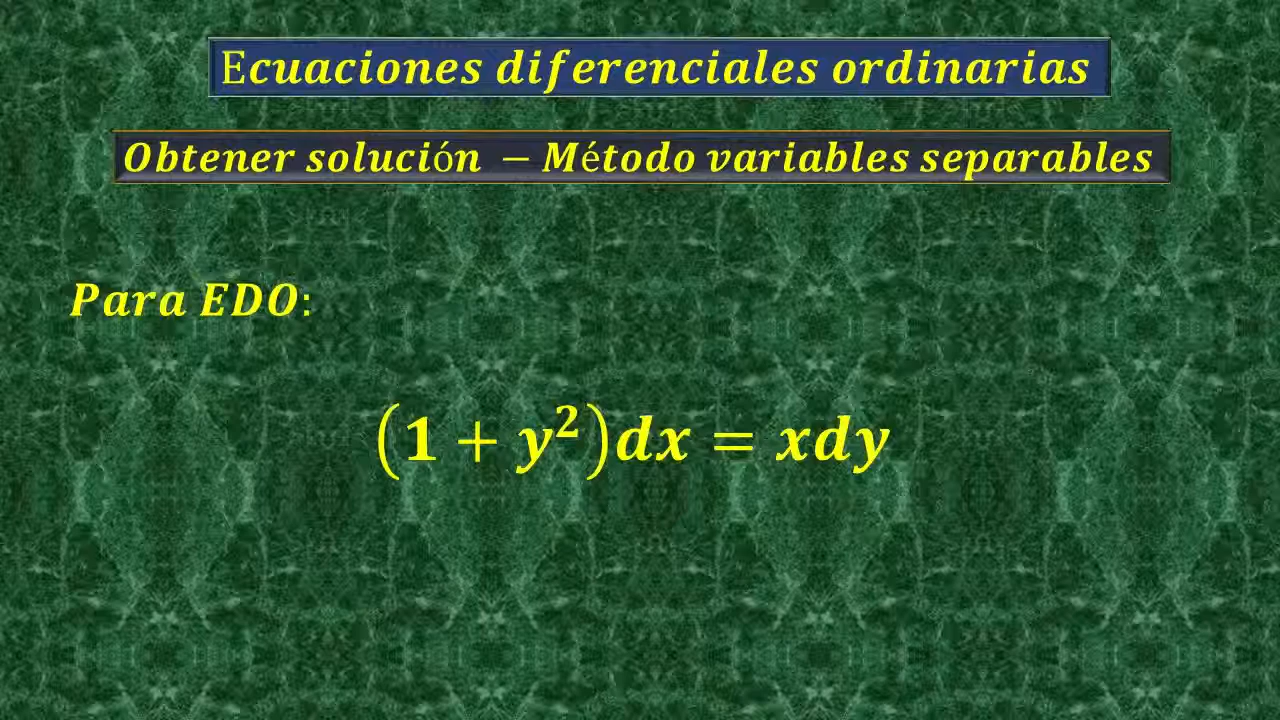 Ecuaciones diferenciales ordinarias
Obtener solución − Método variables separables
Para EDO:
(1 + y²)dx = xdy